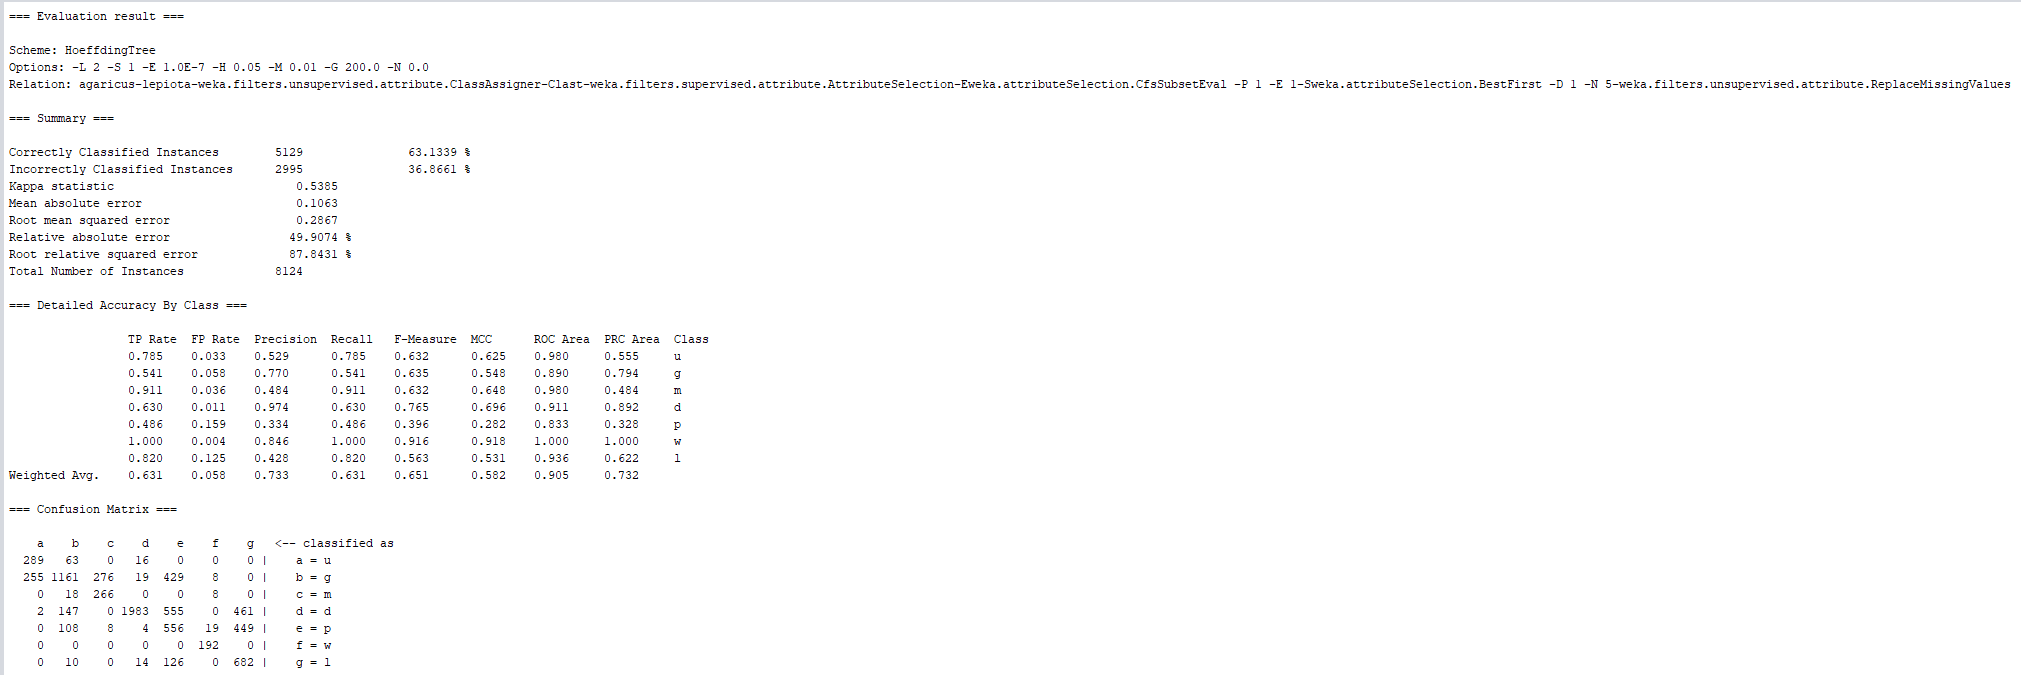 === Evaluation result ===
Scheme: HoeffdingTree
Options: -L 2 -S 1 -E 1.0E-7 -H 0.05 -M 0.01 -G 200.0 -N 0.0
Relation: agaricus-lepiota-weka.filters.unsupervised.attribute.ClassAssigner-Clast-weka.filters.supervised.attribute.AttributeSelection-Eweka.attributeSelection.CfsSubsetEval -P 1 -E 1-Sweka.attributeSelection.BestFirst -D 1 -N 5-weka.filters.unsupervised.attribute.ReplaceMissingValues
=== Summary ===
Correctly Classified Instances 5129 63.1339 %
Incorrectly Classified Instances 2995 36.8661 %
Kappa statistic 0.5385
Mean absolute error 0.1063
Root mean squared error 0.2867
Relative absolute error 49.9074 %
Root relative squared error 87.8431 %
Total Number of Instances 8124
=== Detailed Accuracy By Class ===
TP Rate FP Rate Precision Recall F-Measure MCC ROC Area PRC Area Class
0.785 0.033 0.529 0.785 0.632 0.625 0.980 0.555 u
0.541 0.058 0.770 0.541 0.635 0.548 0.890 0.794 g
0.911 0.036 0.484 0.911 0.632 0.648 0.980 0.484 m
0.630 0.011 0.974 0.630 0.765 0.696 0.911 0.892 d
0.486 0.159 0.334 0.486 0.396 0.282 0.833 0.328 p
1.000 0.004 0.846 1.000 0.916 0.918 1.000 1.000 w
0.820 0.125 0.428 0.820 0.563 0.531 0.936 0.622 l
Weighted Avg. 0.631 0.058 0.733 0.631 0.651 0.582 0.905 0.732
=== Confusion Matrix ===
a b c d e f g <-- classified as
289 63 0 16 0 0 0 | a = u
255 1161 276 19 429 8 0 | b = g
0 18 266 0 0 8 0 | c = m
2 147 0 1983 555 0 461 | d = d
0 108 8 4 556 19 449 | e = p
0 0 0 0 0 192 0 | f = w
0 10 0 14 126 0 682 | g = l